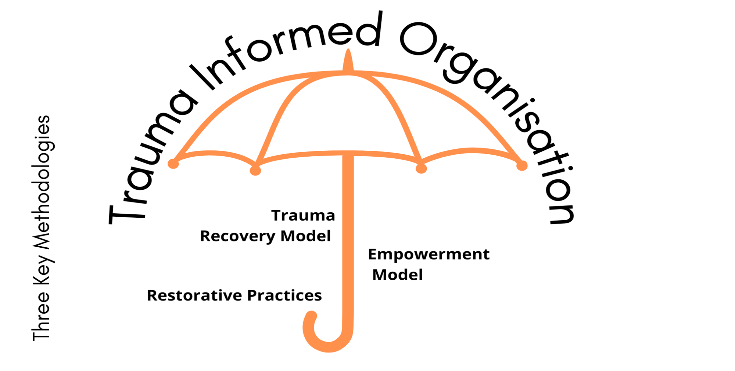 Trauma Informed Organisation
Three Key Methodologies
Trauma
Recovery Model
Empowerment
Model
Restorative Practices